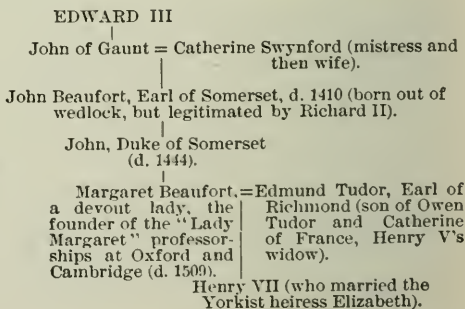 EDWARD III
John of Gaunt = Catherine Swynford (mistress and
then wife).
John Beaufort, Earl of Somerset, d. 1410 (born out of
wedlock, but legitimated by Richard II).
John, Duke of Somerset
(d. 1444).
Margaret Beaufort,=Edmund Tudor, Earl of
a devout lady, the Richmond (son of Owen
founder of the "Lady Tudor and Catherine
Margaret" professor- of France, Henry V's
ships at Oxford and widow).
Cambridge (d. 1509).
Henry VII (who married the
Yorkist heiress Elizabeth).